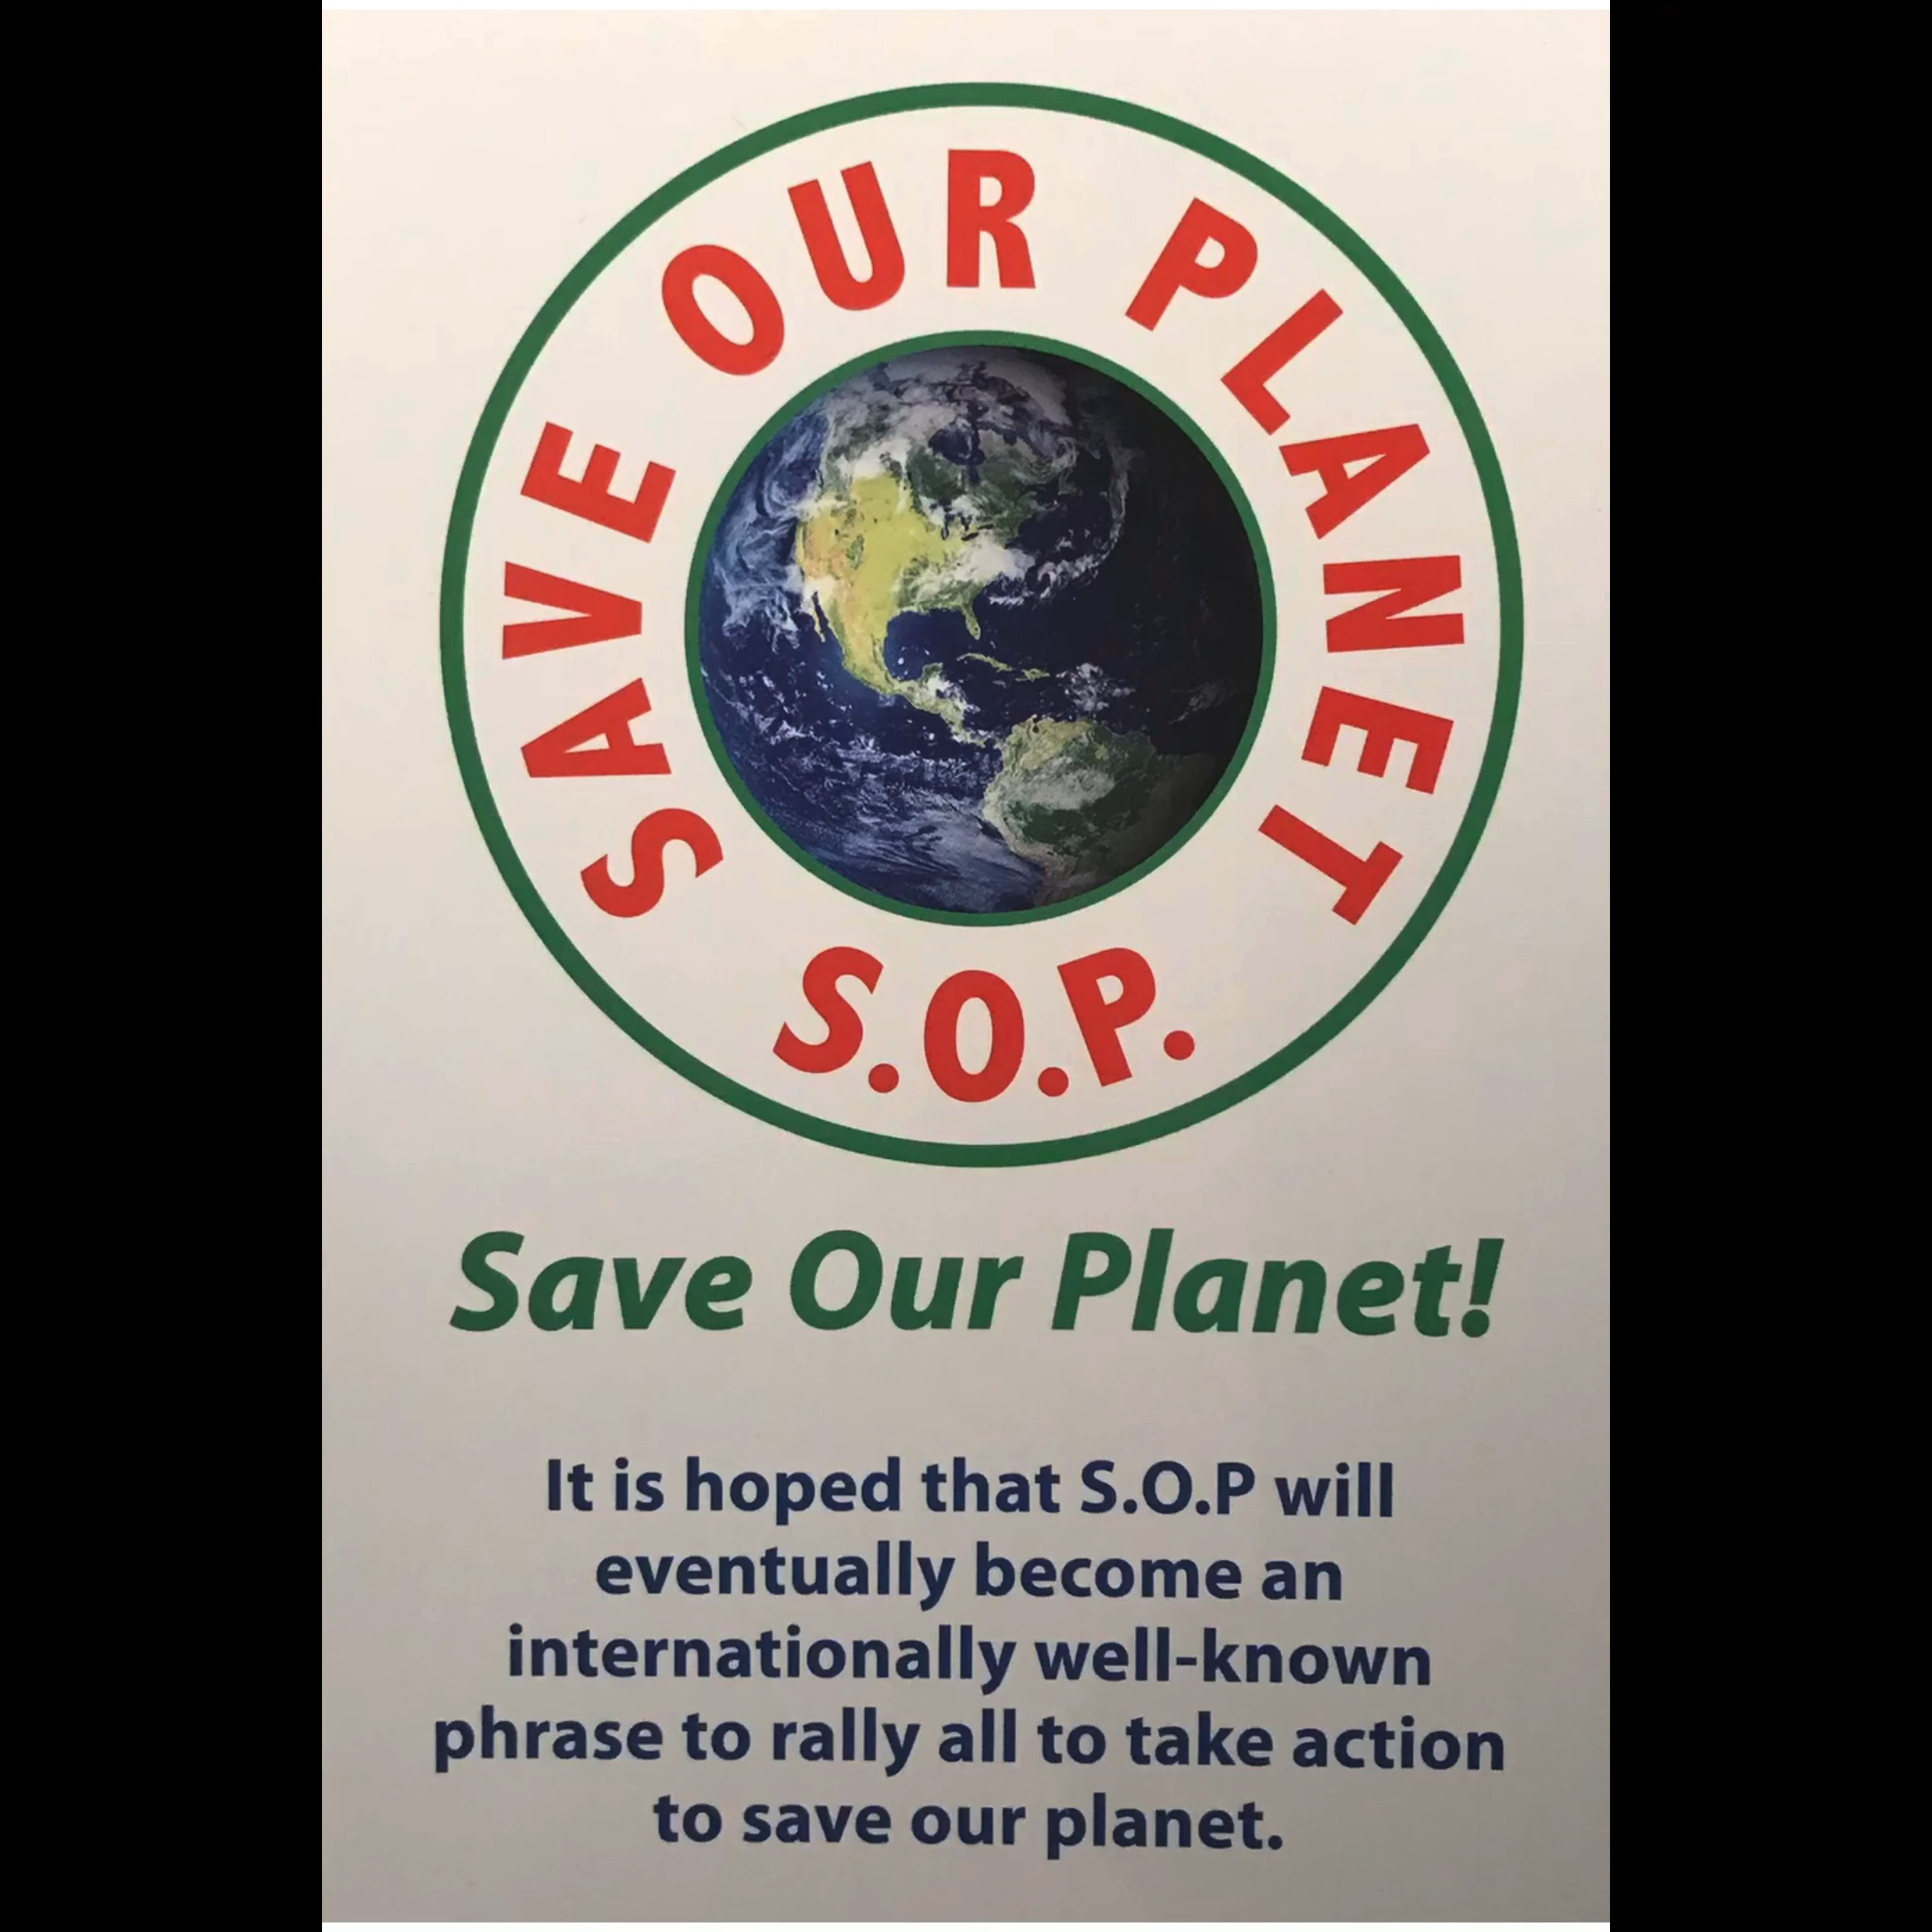 SAVE OUR PLANET
S.O.P.
Save Our Planet!
It is hoped that S.O.P will
eventually become an
internationally well-known
phrase to rally all to take action
to save our planet.